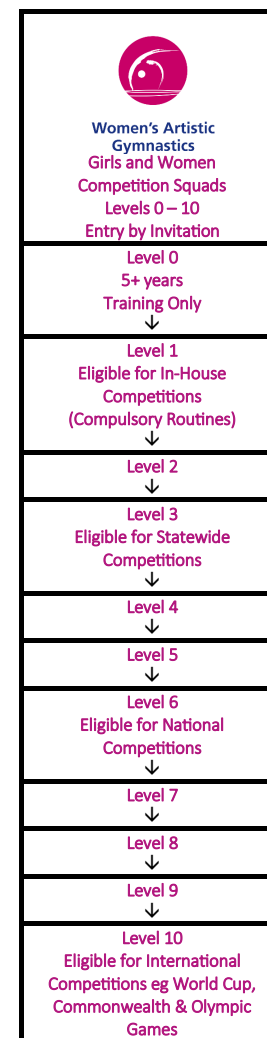 Women's Artistic
Gymnastics
Girls and Women
Competition Squads
Levels 0 – 10
Entry by Invitation
Level 0
5+ years
Training Only
↓
Level 1
Eligible for In-House
Competitions
(Compulsory Routines)
↓
Level 2
↓
Level 3
Eligible for Statewide
Competitions
↓
Level 4
↓
Level 5
↓
Level 6
Eligible for National
Competitions
↓
Level 7
↓
Level 8
↓
Level 9
↓
Level 10
Eligible for International
Competitions eg World Cup,
Commonwealth & Olympic
Games